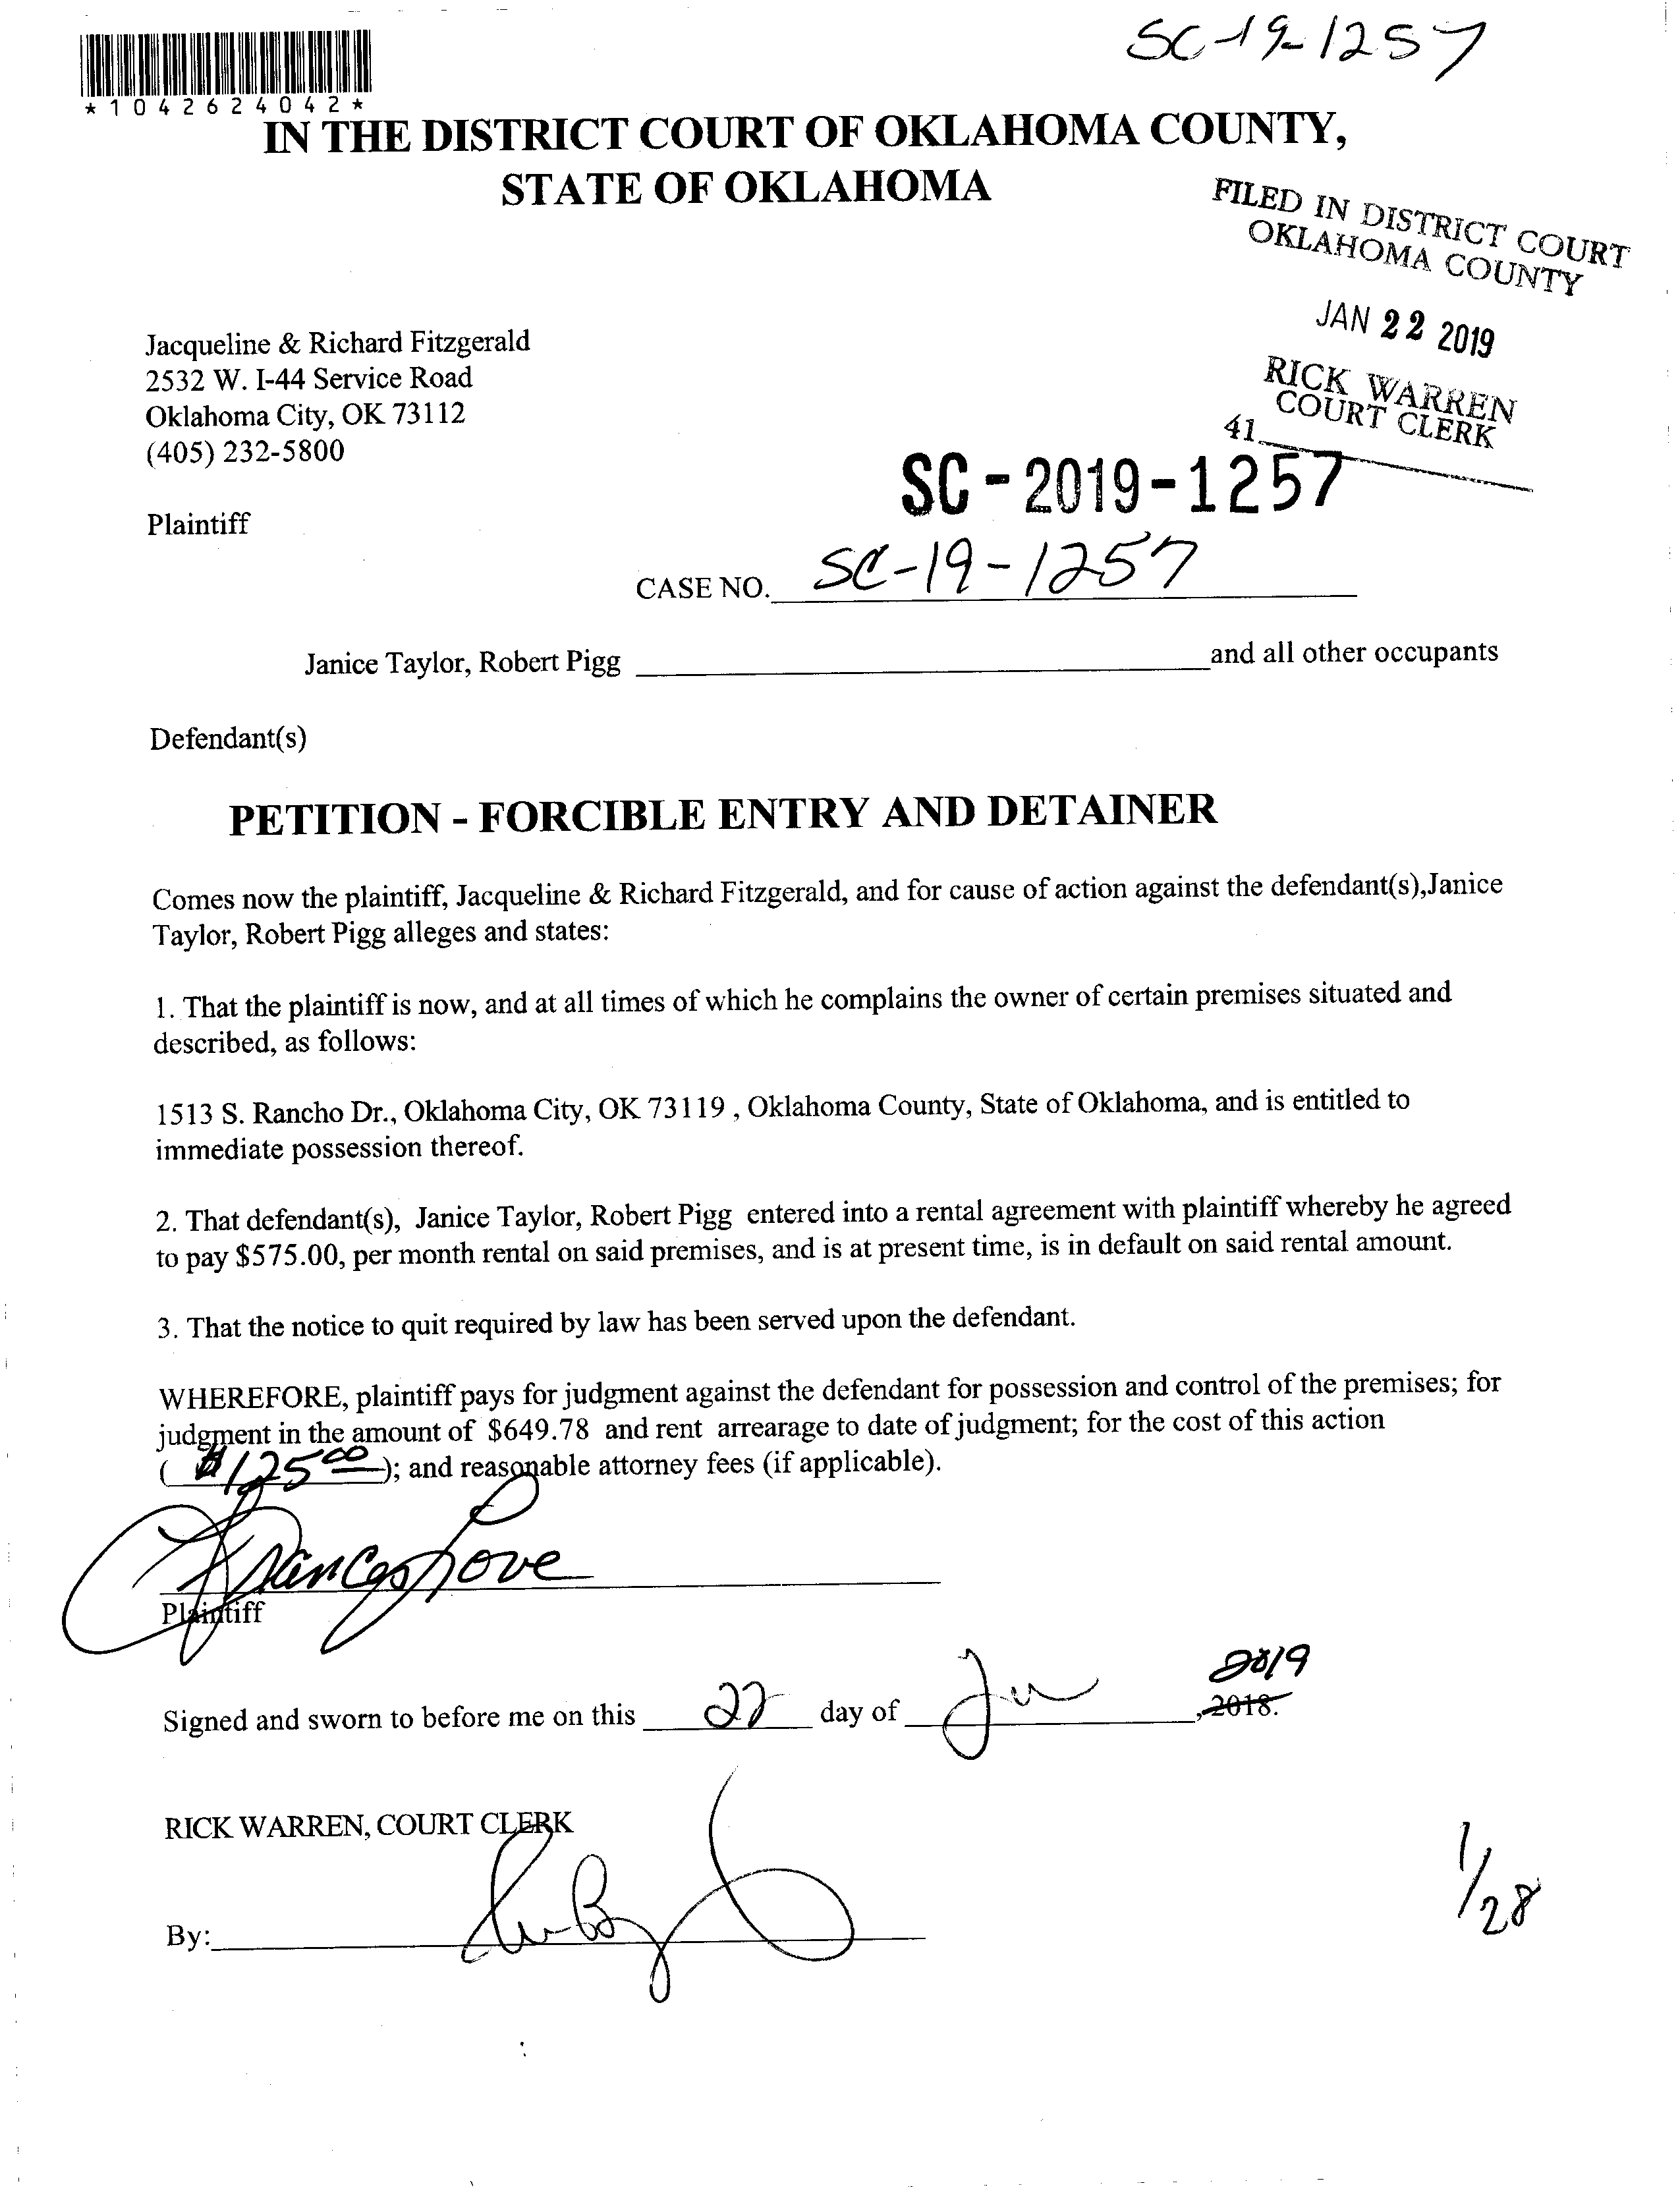 SC-19-1257
*1042624042*
IN THE DISTRICT COURT OF OKLAHOMA COUNTY,
STATE OF OKLAHOMA
FILED IN DISTRICT COURT
OKLAHOMA COUNTY
JAN 22 2019
RICK WARREN
COURT CLERK
41
Jacqueline & Richard Fitzgerald
2532 W. I-44 Service Road
Oklahoma City, OK 73112
(405) 232-5800
SC-2019-1257
Plaintiff
CASE NO. SC-19-1257
Janice Taylor, Robert Pigg and all other occupants
Defendant(s)
PETITION - FORCIBLE ENTRY AND DETAINER
Comes now the plaintiff, Jacqueline & Richard Fitzgerald, and for cause of action against the defendant(s),Janice
Taylor, Robert Pigg alleges and states:
1. That the plaintiff is now, and at all times of which he complains the owner of certain premises situated and
described, as follows:
1513 S. Rancho Dr., Oklahoma City, OK 73119 , Oklahoma County, State of Oklahoma, and is entitled to
immediate possession thereof.
2. That defendant(s), Janice Taylor, Robert Pigg entered into a rental agreement with plaintiff whereby he agreed
to pay $575.00, per month rental on said premises, and is at present time, is in default on said rental amount.
3. That the notice to quit required by law has been served upon the defendant.
WHEREFORE, plaintiff pays for judgment against the defendant for possession and control of the premises; for
judgment in the amount of $649.78 and rent arrearage to date of judgment; for the cost of this action
( $125.00 ); and reasonable attorney fees (if applicable).
Frances Love
Plaintiff
2019
Signed and sworn to before me on this 22 day of , 2018.
RICK WARREN, COURT CLERK
By:
1/28